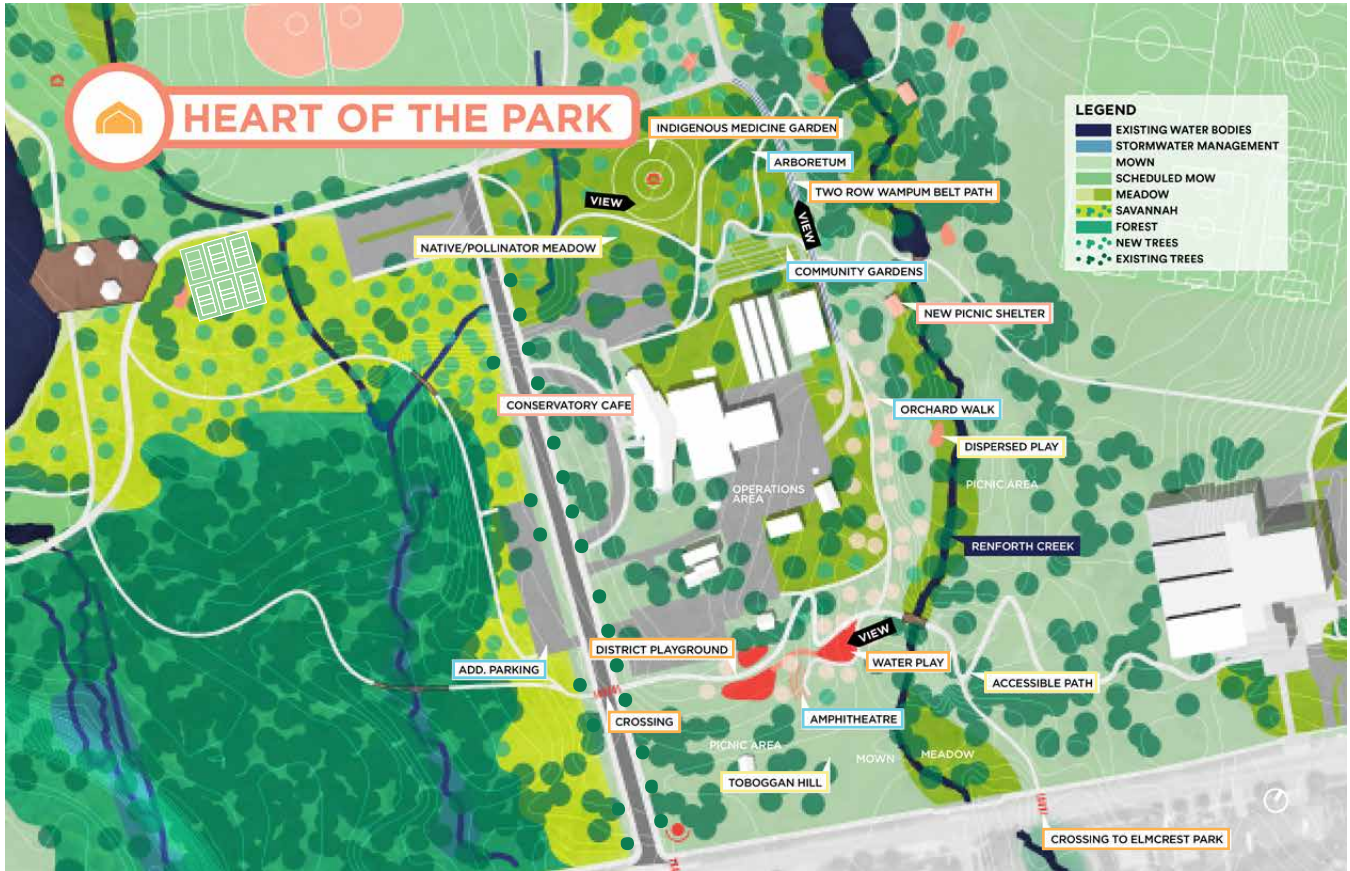 HEART OF THE PARK
INDIGENOUS MEDICINE GARDEN
ARBORETUM
TWO ROW WAMPUM BELT PATH
VIEW
VIEW
NATIVE/POLLINATOR MEADOW
COMMUNITY GARDENS
NEW PICNIC SHELTER
LEGEND
EXISTING WATER BODIES
STORMWATER MANAGEMENT
MOWN
SCHEDULED MOW
MEADOW
SAVANNAH
FOREST
NEW TREES
EXISTING TREES
CONSERVATORY CAFE
ORCHARD WALK
DISPERSED PLAY
OPERATIONS
AREA
PICNIC AREA
RENFORTH CREEK
VIEW
DISTRICT PLAYGROUND
WATER PLAY
ADD. PARKING
ACCESSIBLE PATH
CROSSING
AMPHITHEATRE
PICNIC AREA
MOWN
MEADOW
TOBOGGAN HILL
CROSSING TO ELMCREST PARK